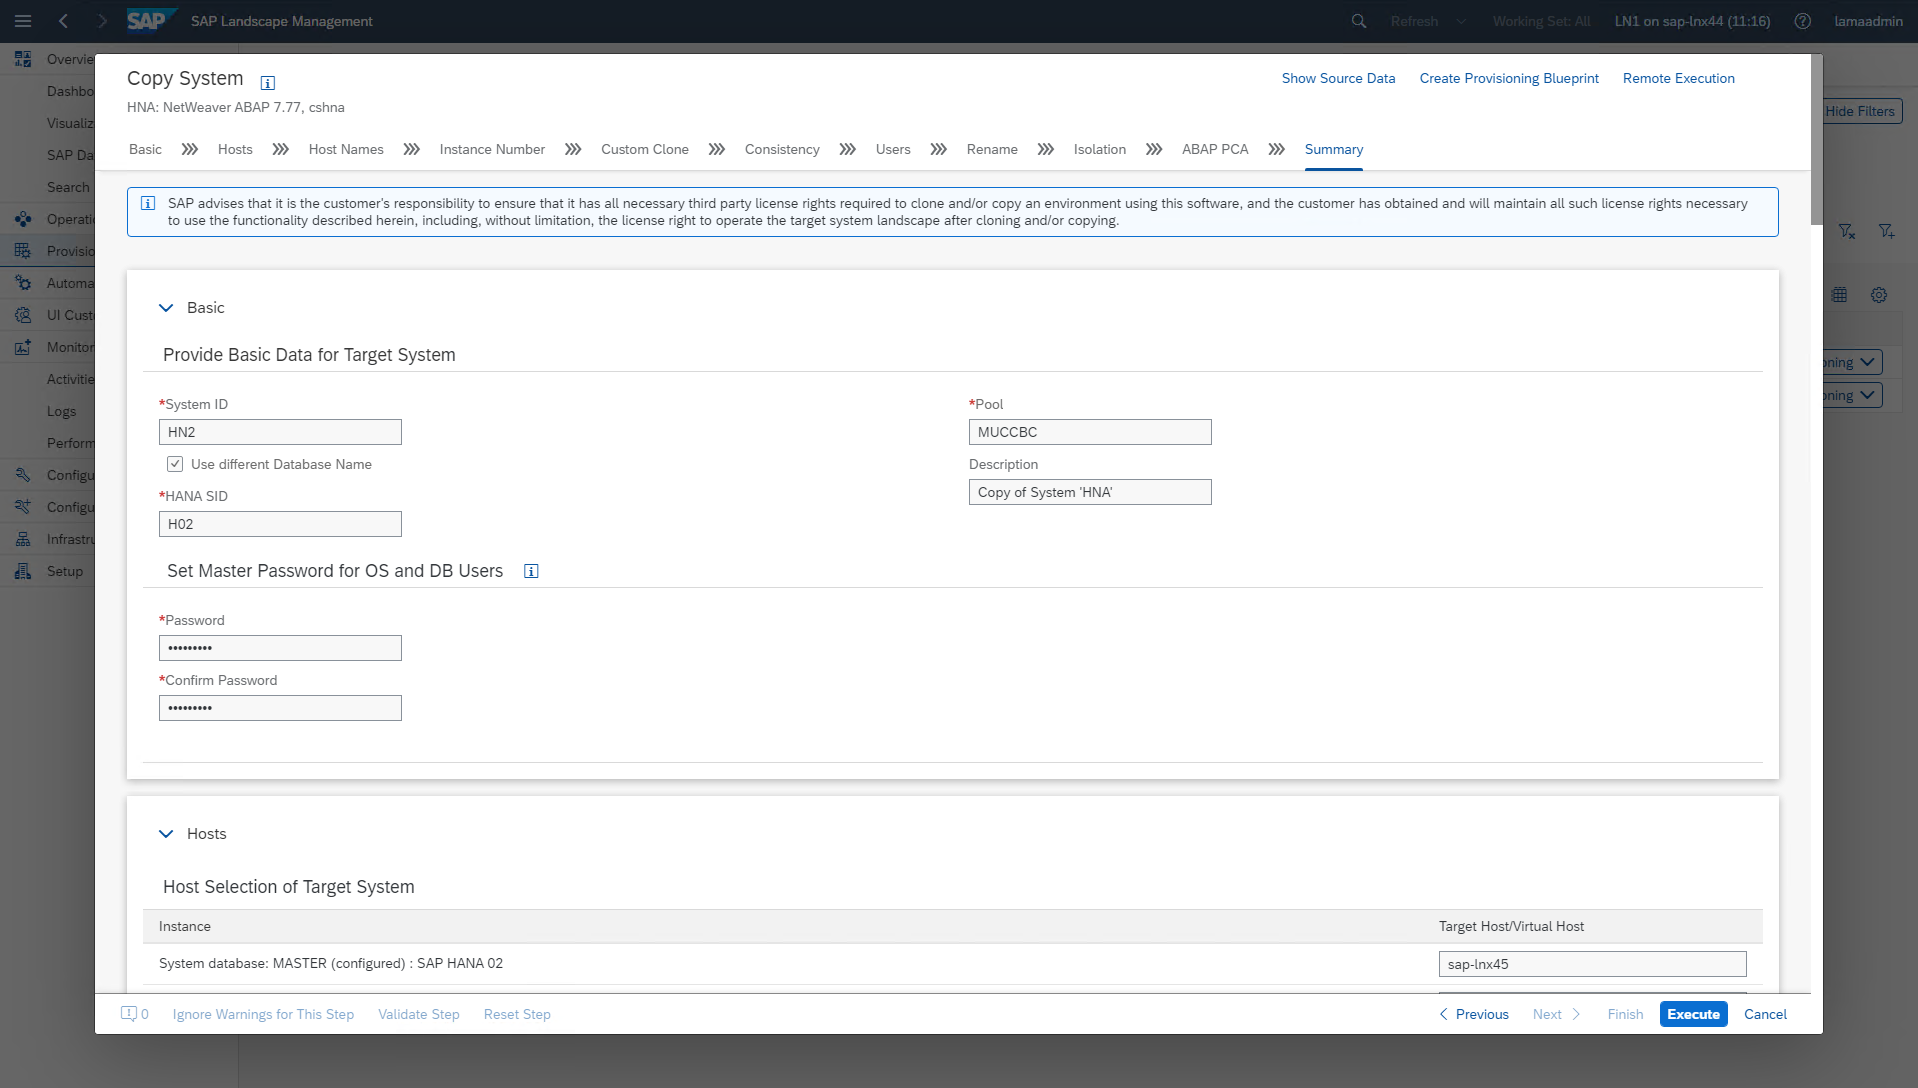 SAP
SAP Landscape Management
Refresh
Working Set: All
LN1 on sap-lnx44 (11:16)
lamaadmin
Dashbo
Visualiz
SAP Da
Search
Operati
Provisio
Automa
UI Cust
Monitor
Activitie
Logs
Perform
Configu
Configu
Infrastru
Setup
Hide Filters
oning
oning
Copy System
Show Source Data
Create Provisioning Blueprint
Remote Execution
HNA: NetWeaver ABAP 7.77, cshna
Basic
Hosts
Host Names
Instance Number
Custom Clone
Consistency
Users
Rename
Isolation
ABAP PCA
Summary
SAP advises that it is the customer's responsibility to ensure that it has all necessary third party license rights required to clone and/or copy an environment using this software, and the customer has obtained and will maintain all such license rights necessary
to use the functionality described herein, including, without limitation, the license right to operate the target system landscape after cloning and/or copying.
Basic
Provide Basic Data for Target System
*System ID
HN2
Use different Database Name
*HANA SID
H02
*Pool
MUCCBC
Description
Copy of System 'HNA'
Set Master Password for OS and DB Users
*Password
•••••••••
*Confirm Password
•••••••••
Hosts
Host Selection of Target System
Instance
Target Host/Virtual Host
System database: MASTER (configured) : SAP HANA 02
sap-lnx45
0
Ignore Warnings for This Step
Validate Step
Reset Step
Previous
Next
Finish
Execute
Cancel